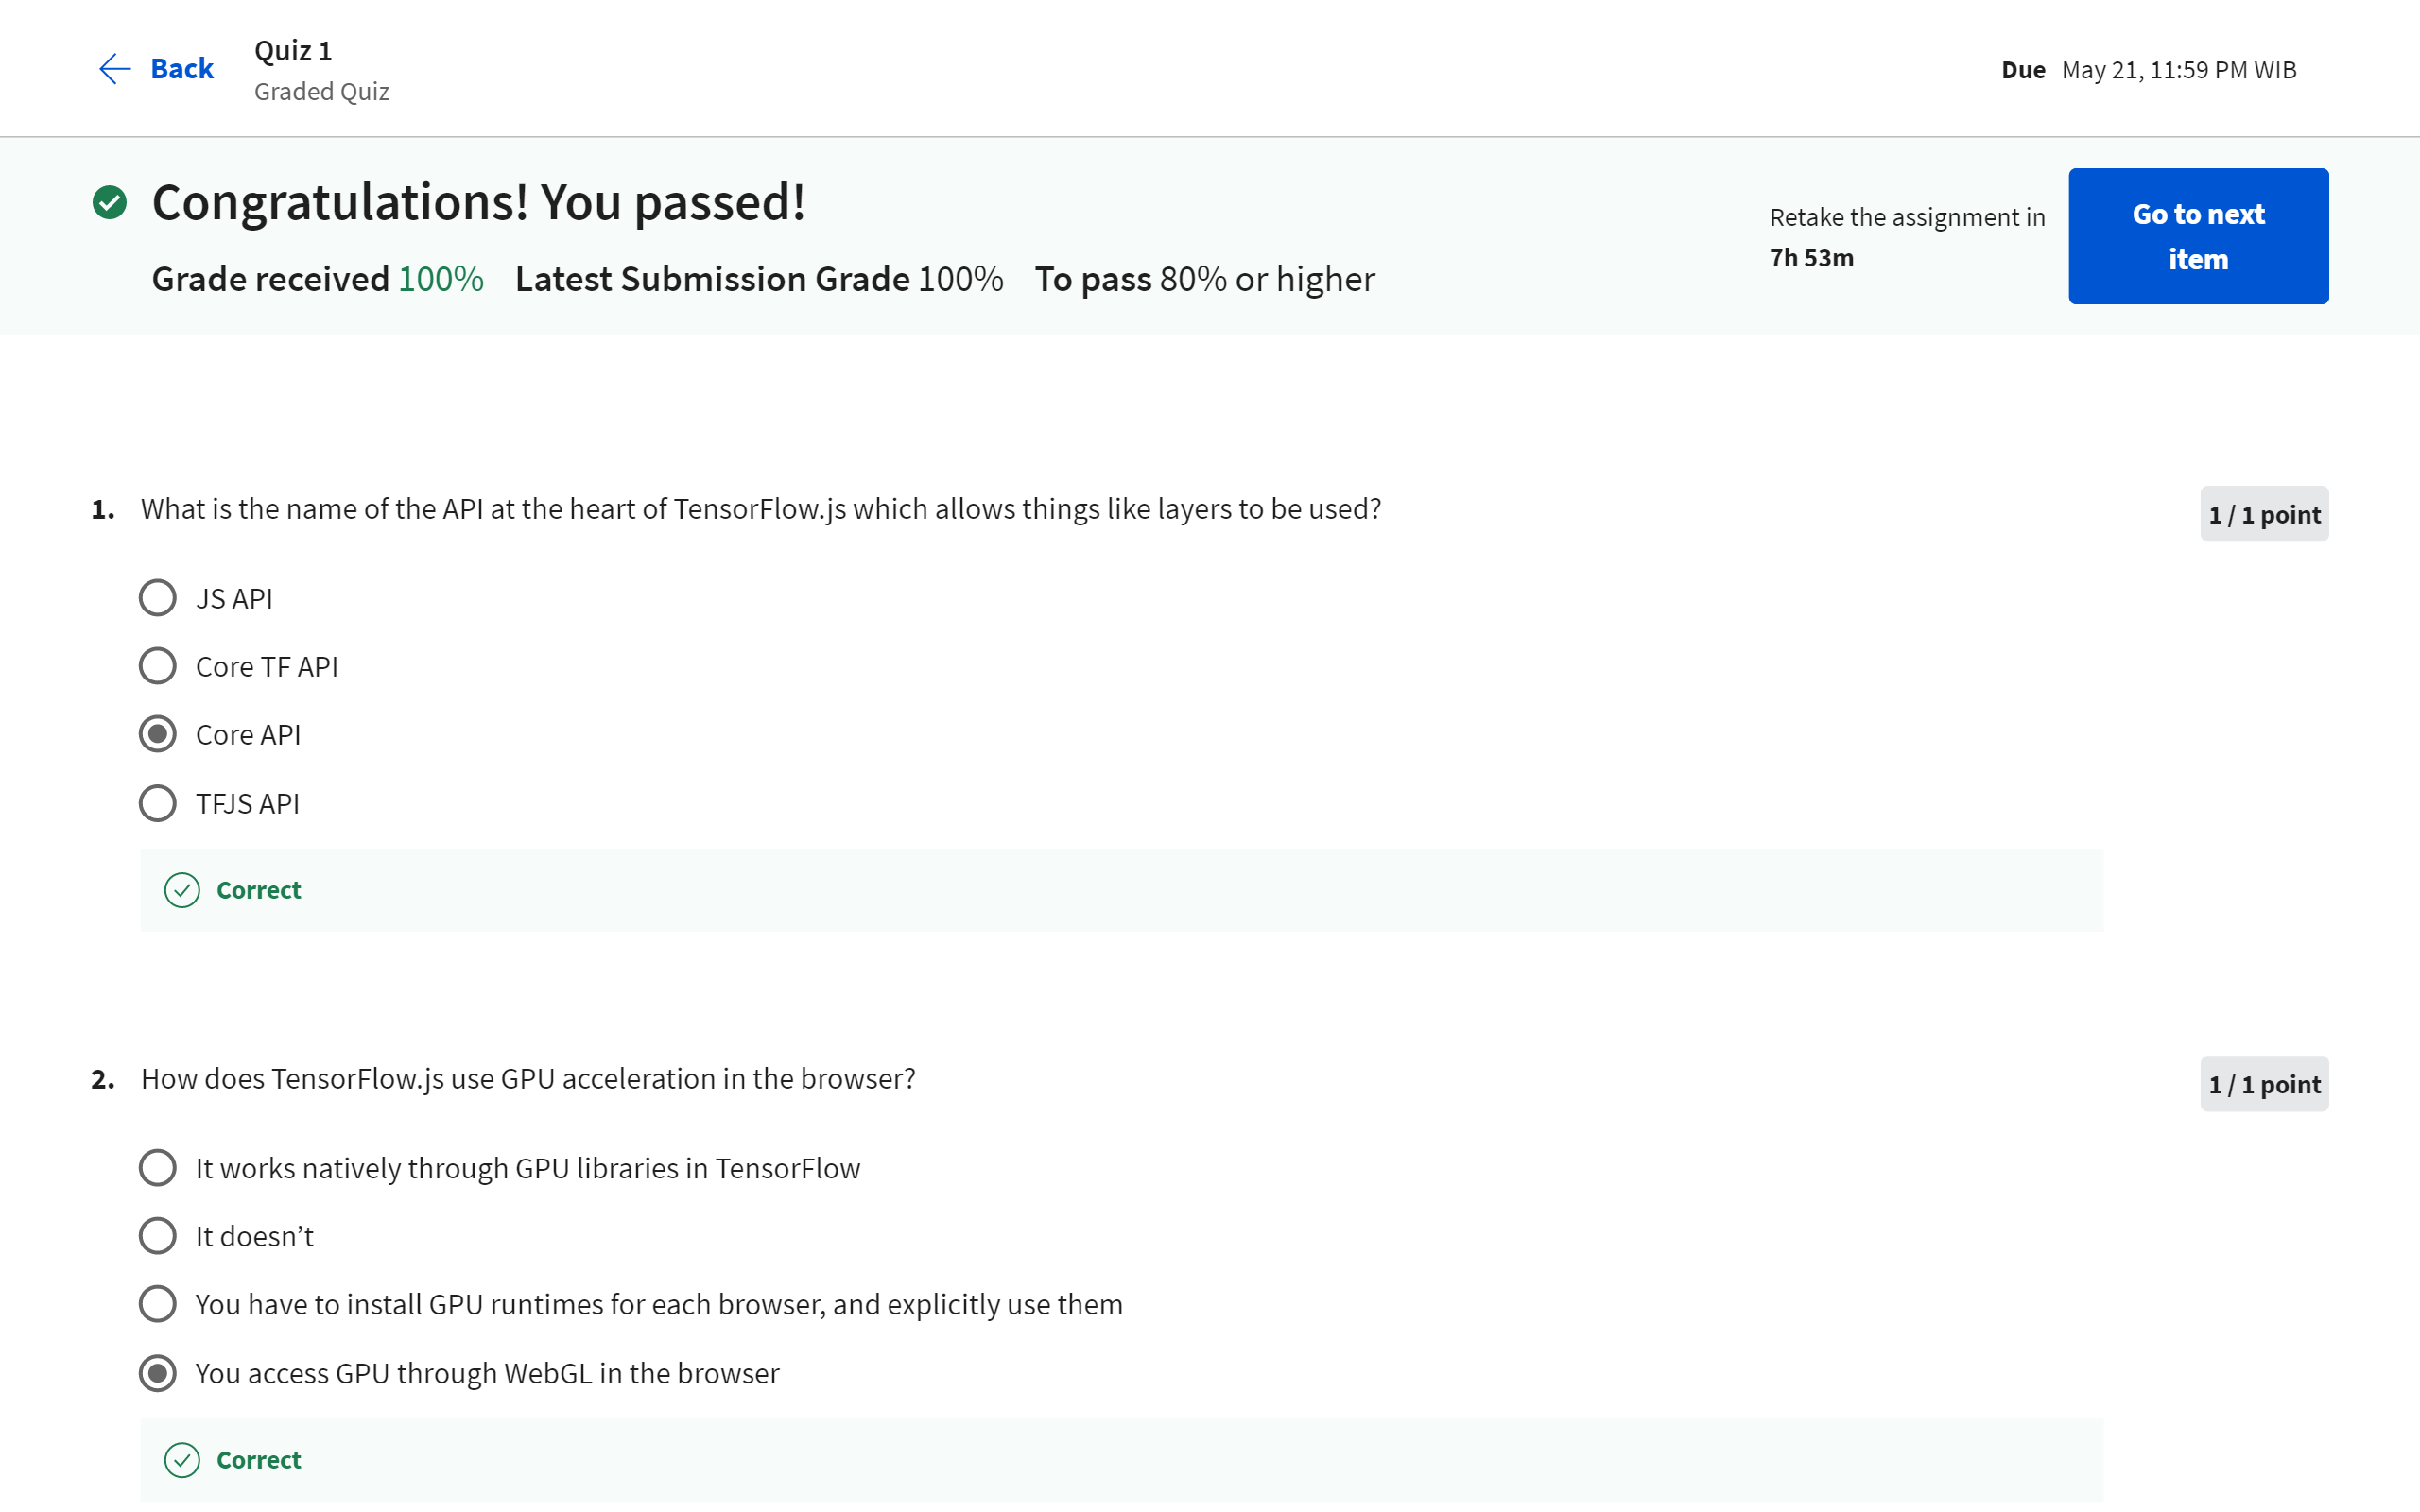 Back
Quiz 1
Graded Quiz
Due May 21, 11:59 PM WIB
Congratulations! You passed!
Grade received 100% Latest Submission Grade 100% To pass 80% or higher
Retake the assignment in
7h 53m
Go to next
item
1. What is the name of the API at the heart of TensorFlow.js which allows things like layers to be used?
1 / 1 point
JS API
Core TF API
Core API
TFJS API
Correct
2. How does TensorFlow.js use GPU acceleration in the browser?
1 / 1 point
It works natively through GPU libraries in TensorFlow
It doesn’t
You have to install GPU runtimes for each browser, and explicitly use them
You access GPU through WebGL in the browser
Correct